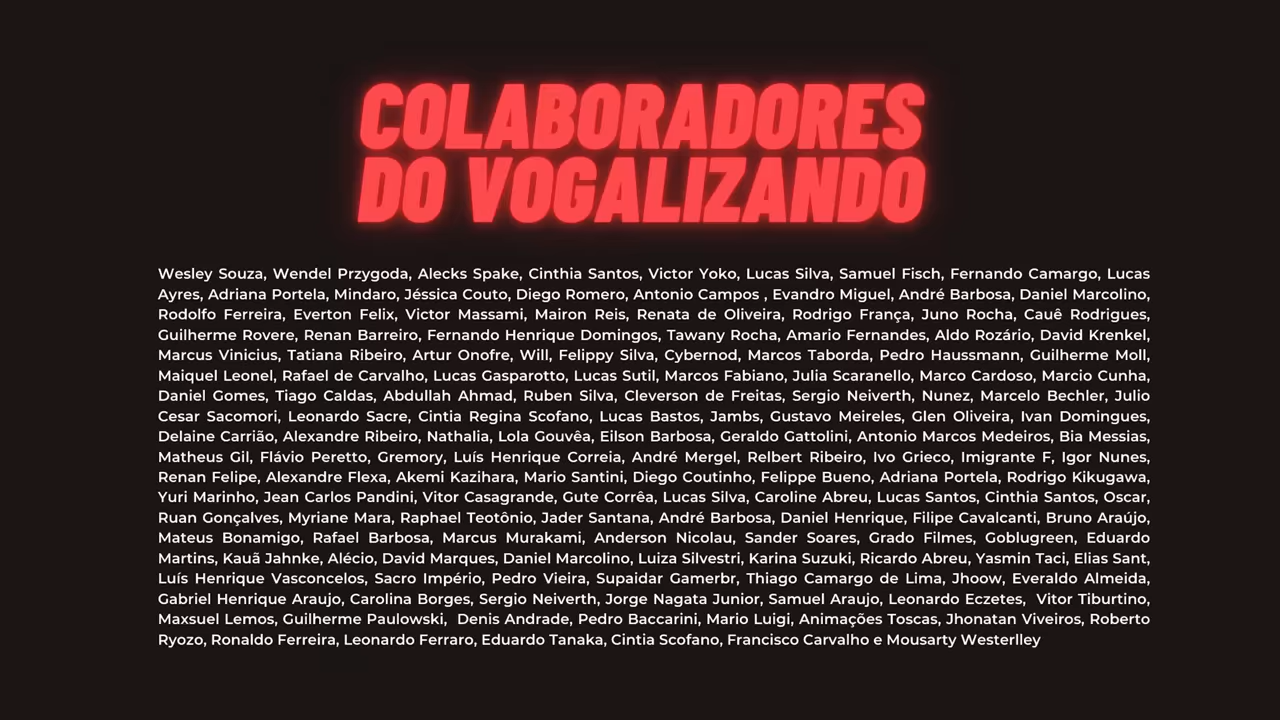 COLABORADORES
DO VOGALIZANDO
Wesley Souza, Wendel Przygoda, Alecks Spake, Cinthia Santos, Victor Yoko, Lucas Silva, Samuel Fisch, Fernando Camargo, Lucas
Ayres, Adriana Portela, Mindaro, Jéssica Couto, Diego Romero, Antonio Campos , Evandro Miguel, André Barbosa, Daniel Marcolino,
Rodolfo Ferreira, Everton Felix, Victor Massami, Mairon Reis, Renata de Oliveira, Rodrigo França, Juno Rocha, Cauê Rodrigues,
Guilherme Rovere, Renan Barreiro, Fernando Henrique Domingos, Tawany Rocha, Amario Fernandes, Aldo Rozário, David Krenkel,
Marcus Vinicius, Tatiana Ribeiro, Artur Onofre, Will, Felippy Silva, Cybernod, Marcos Taborda, Pedro Haussmann, Guilherme Moll,
Maiquel Leonel, Rafael de Carvalho, Lucas Gasparotto, Lucas Sutil, Marcos Fabiano, Julia Scaranello, Marco Cardoso, Marcio Cunha,
Daniel Gomes, Tiago Caldas, Abdullah Ahmad, Ruben Silva, Cleverson de Freitas, Sergio Neiverth, Nunez, Marcelo Bechler, Julio
Cesar Sacomori, Leonardo Sacre, Cintia Regina Scofano, Lucas Bastos, Jambs, Gustavo Meireles, Glen Oliveira, Ivan Domingues,
Delaine Carrião, Alexandre Ribeiro, Nathalia, Lola Gouvêa, Eilson Barbosa, Geraldo Gattolini, Antonio Marcos Medeiros, Bia Messias,
Matheus Gil, Flávio Peretto, Gremory, Luís Henrique Correia, André Mergel, Relbert Ribeiro, Ivo Grieco, Imigrante F, Igor Nunes,
Renan Felipe, Alexandre Flexa, Akemi Kazihara, Mario Santini, Diego Coutinho, Felippe Bueno, Adriana Portela, Rodrigo Kikugawa,
Yuri Marinho, Jean Carlos Pandini, Vitor Casagrande, Gute Corrêa, Lucas Silva, Caroline Abreu, Lucas Santos, Cinthia Santos, Oscar,
Ruan Gonçalves, Myriane Mara, Raphael Teotônio, Jader Santana, André Barbosa, Daniel Henrique, Filipe Cavalcanti, Bruno Araújo,
Mateus Bonamigo, Rafael Barbosa, Marcus Murakami, Anderson Nicolau, Sander Soares, Grado Filmes, Goblugreen, Eduardo
Martins, Kauã Jahnke, Alécio, David Marques, Daniel Marcolino, Luiza Silvestri, Karina Suzuki, Ricardo Abreu, Yasmin Taci, Elias Sant,
Luís Henrique Vasconcelos, Sacro Império, Pedro Vieira, Supaidar Gamerbr, Thiago Camargo de Lima, Jhoow, Everaldo Almeida,
Gabriel Henrique Araujo, Carolina Borges, Sergio Neiverth, Jorge Nagata Junior, Samuel Araujo, Leonardo Eczetes,  Vitor Tiburtino,
Maxsuel Lemos, Guilherme Paulowski,  Denis Andrade, Pedro Baccarini, Mario Luigi, Animações Toscas, Jhonatan Viveiros, Roberto
Ryozo, Ronaldo Ferreira, Leonardo Ferraro, Eduardo Tanaka, Cintia Scofano, Francisco Carvalho e Mousarty Westerlley